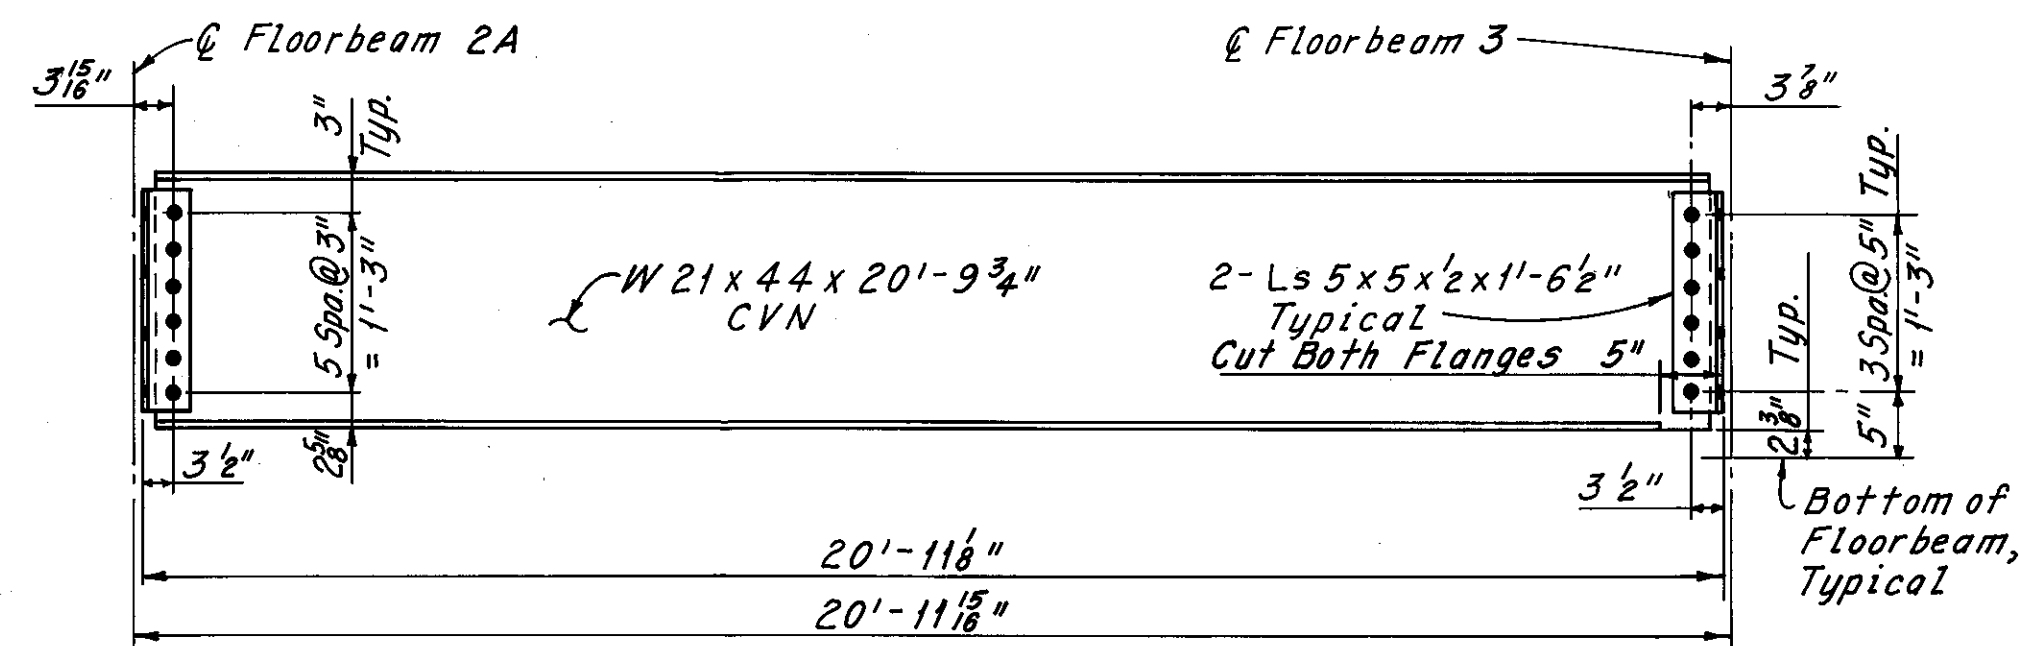 ℄ Floorbeam 2A
℄ Floorbeam 3
3 15/16"
3 7/8"
3"
Typ.
5 Spa.@3"
= 1'-3"
2 5/8"
W 21 x 44 x 20'-9 3/4"
CVN
2- Ls 5 x 5 x 1/2 x 1'-6 1/2"
Typical
Cut Both Flanges 5"
Typ.
3 Spa.@5"
= 1'-3"
Typ.
2 3/8"
5"
3 1/2"
3 1/2"
Bottom of
Floorbeam,
Typical
20'-11 1/8"
20'-11 15/16"